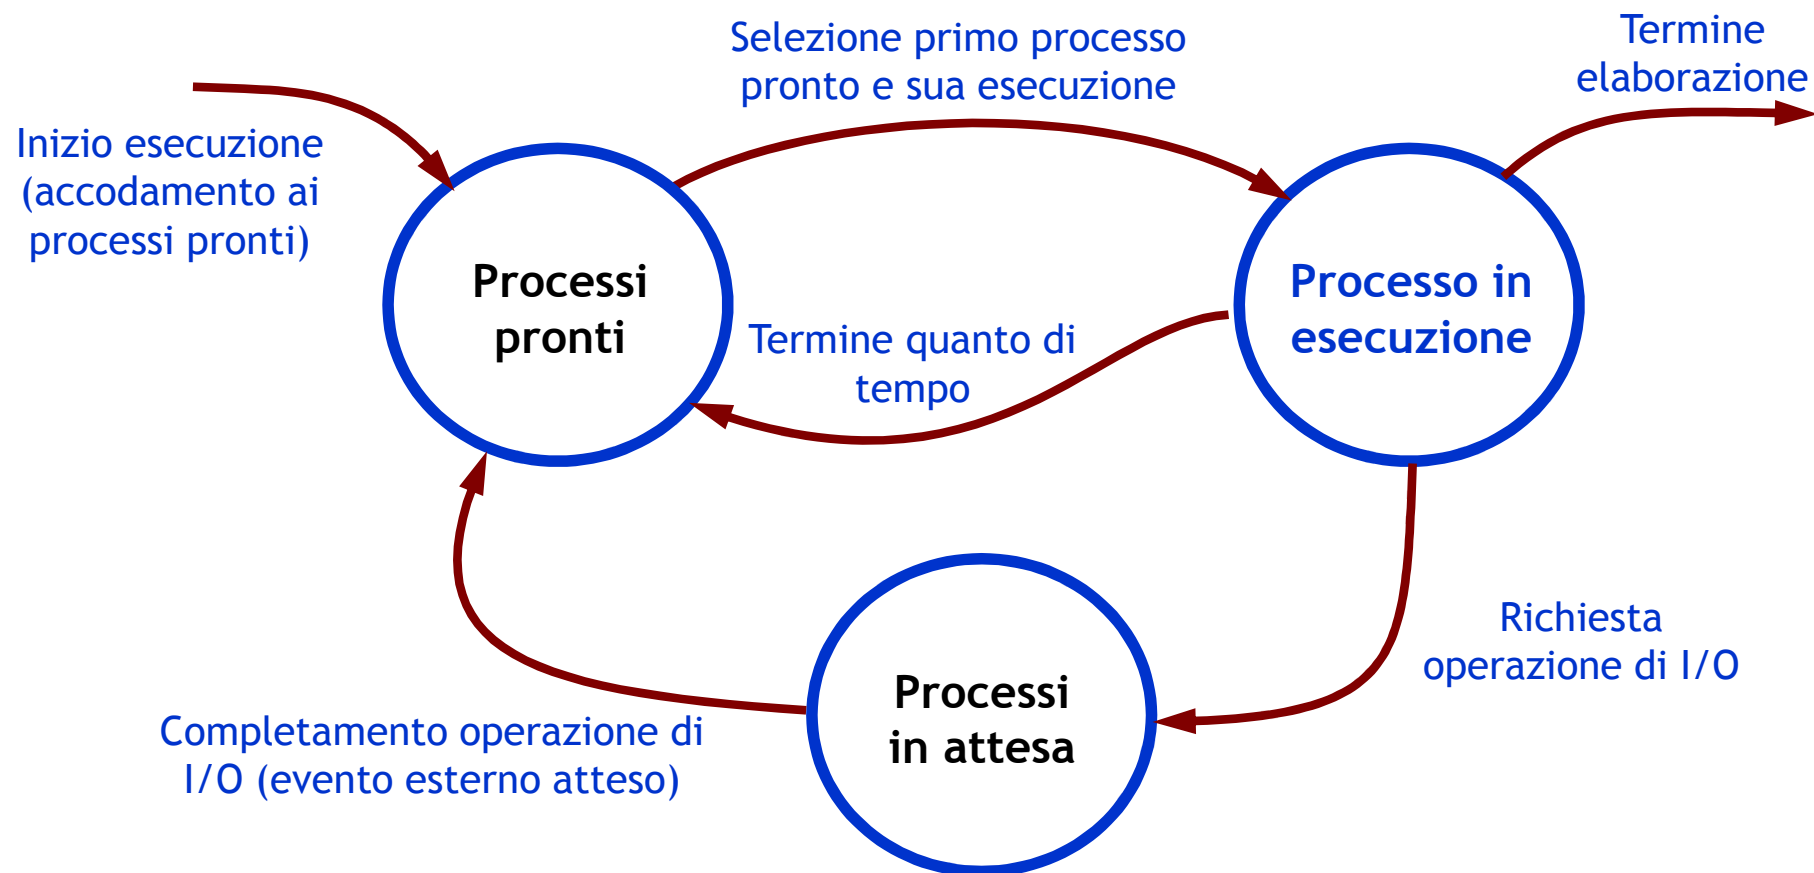 Selezione primo processo
pronto e sua esecuzione
Termine
elaborazione
Inizio esecuzione
(accodamento ai
processi pronti)
Processi
pronti
Processo in
esecuzione
Termine quanto di
tempo
Richiesta
operazione di I/O
Processi
in attesa
Completamento operazione di
I/O (evento esterno atteso)